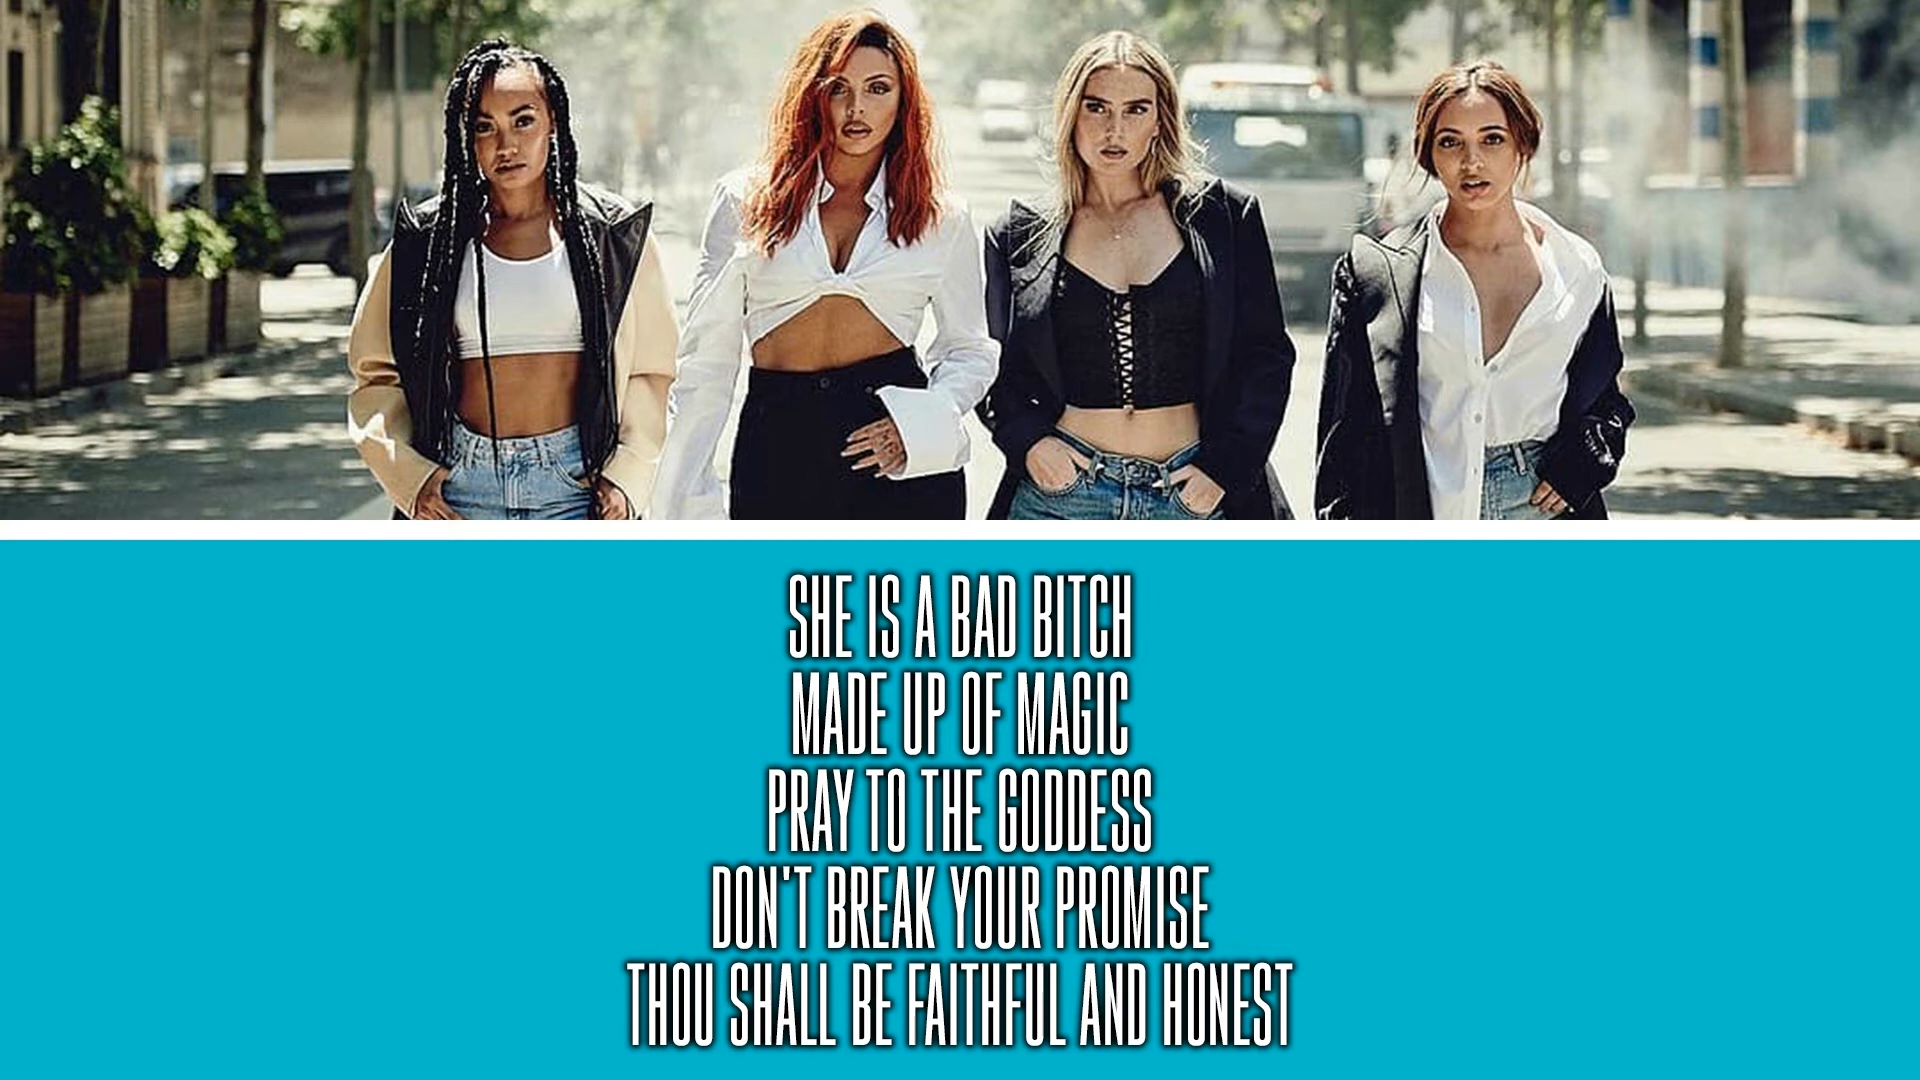 SHE IS A BAD BITCH
MADE UP OF MAGIC
PRAY TO THE GODDESS
DON'T BREAK YOUR PROMISE
THOU SHALL BE FAITHFUL AND HONEST